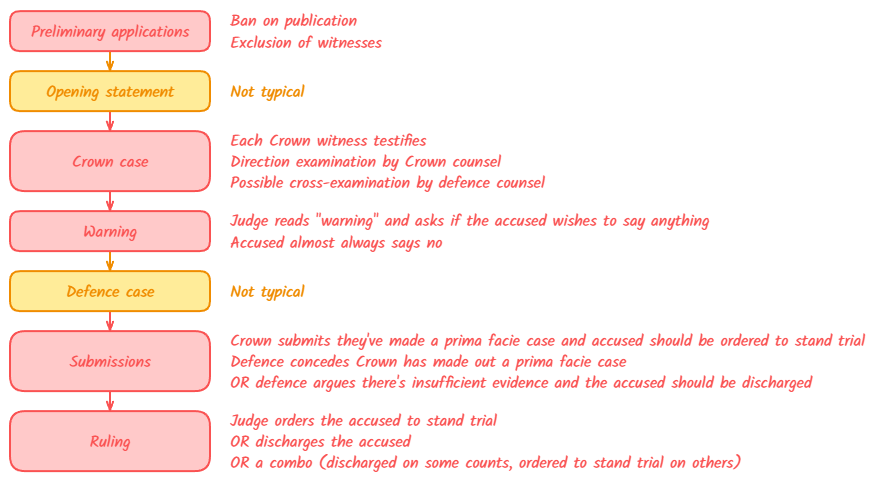 Preliminary applications
Ban on publication
Exclusion of witnesses
Opening statement
Not typical
Crown case
Each Crown witness testifies
Direction examination by Crown counsel
Possible cross-examination by defence counsel
Warning
Judge reads "warning" and asks if the accused wishes to say anything
Accused almost always says no
Defence case
Not typical
Submissions
Crown submits they've made a prima facie case and accused should be ordered to stand trial
Defence concedes Crown has made out a prima facie case
OR defence argues there's insufficient evidence and the accused should be discharged
Ruling
Judge orders the accused to stand trial
OR discharges the accused
OR a combo (discharged on some counts, ordered to stand trial on others)